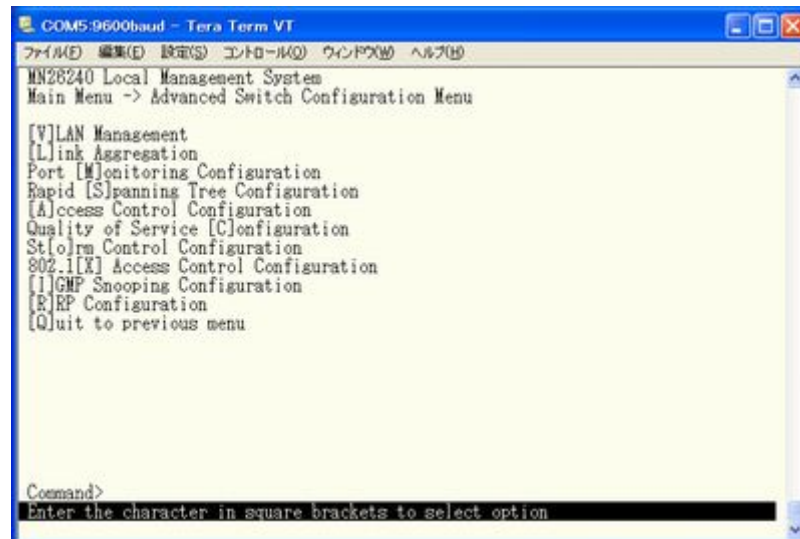 COM5:9600baud - Tera Term VT
ファイル(F) 編集(E) 設定(S) コントロール(O) ウィンドウ(W) ヘルプ(H)
MN26240 Local Management System
Main Menu -> Advanced Switch Configuration Menu
[V]LAN Management
[L]ink Aggregation
Port [M]onitoring Configuration
Rapid [S]panning Tree Configuration
[A]ccess Control Configuration
Quality of Service [C]onfiguration
St[o]rm Control Configuration
802.1[X] Access Control Configuration
[I]GMP Snooping Configuration
[R]RP Configuration
[Q]uit to previous menu
Command>
Enter the character in square brackets to select option